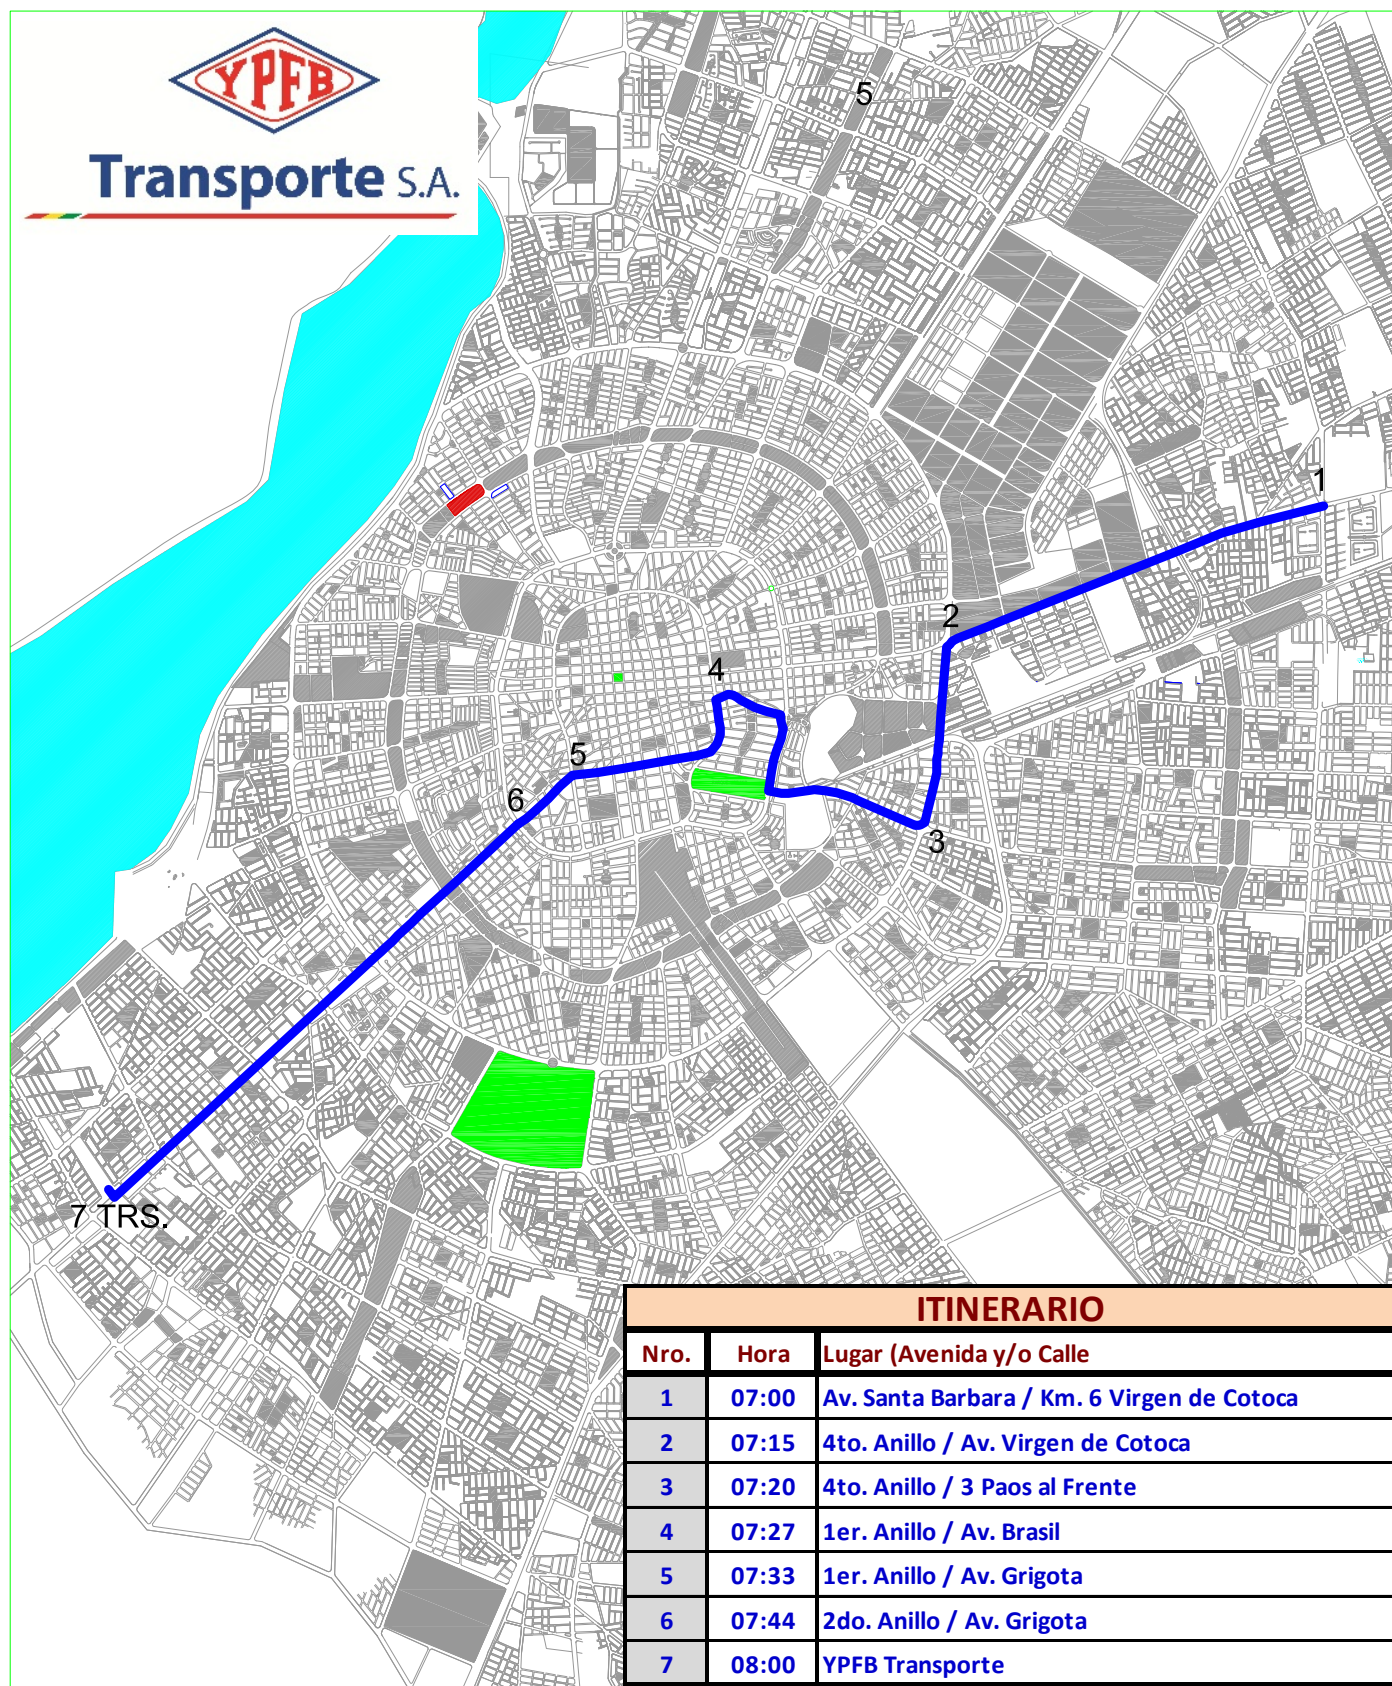 YPFB
Transporte S.A.
5
1
2
4
5
6
3
7 TRS.
ITINERARIO
Nro. Hora Lugar (Avenida y/o Calle
1 07:00 Av. Santa Barbara / Km. 6 Virgen de Cotoca
2 07:15 4to. Anillo / Av. Virgen de Cotoca
3 07:20 4to. Anillo / 3 Paos al Frente
4 07:27 1er. Anillo / Av. Brasil
5 07:33 1er. Anillo / Av. Grigota
6 07:44 2do. Anillo / Av. Grigota
7 08:00 YPFB Transporte